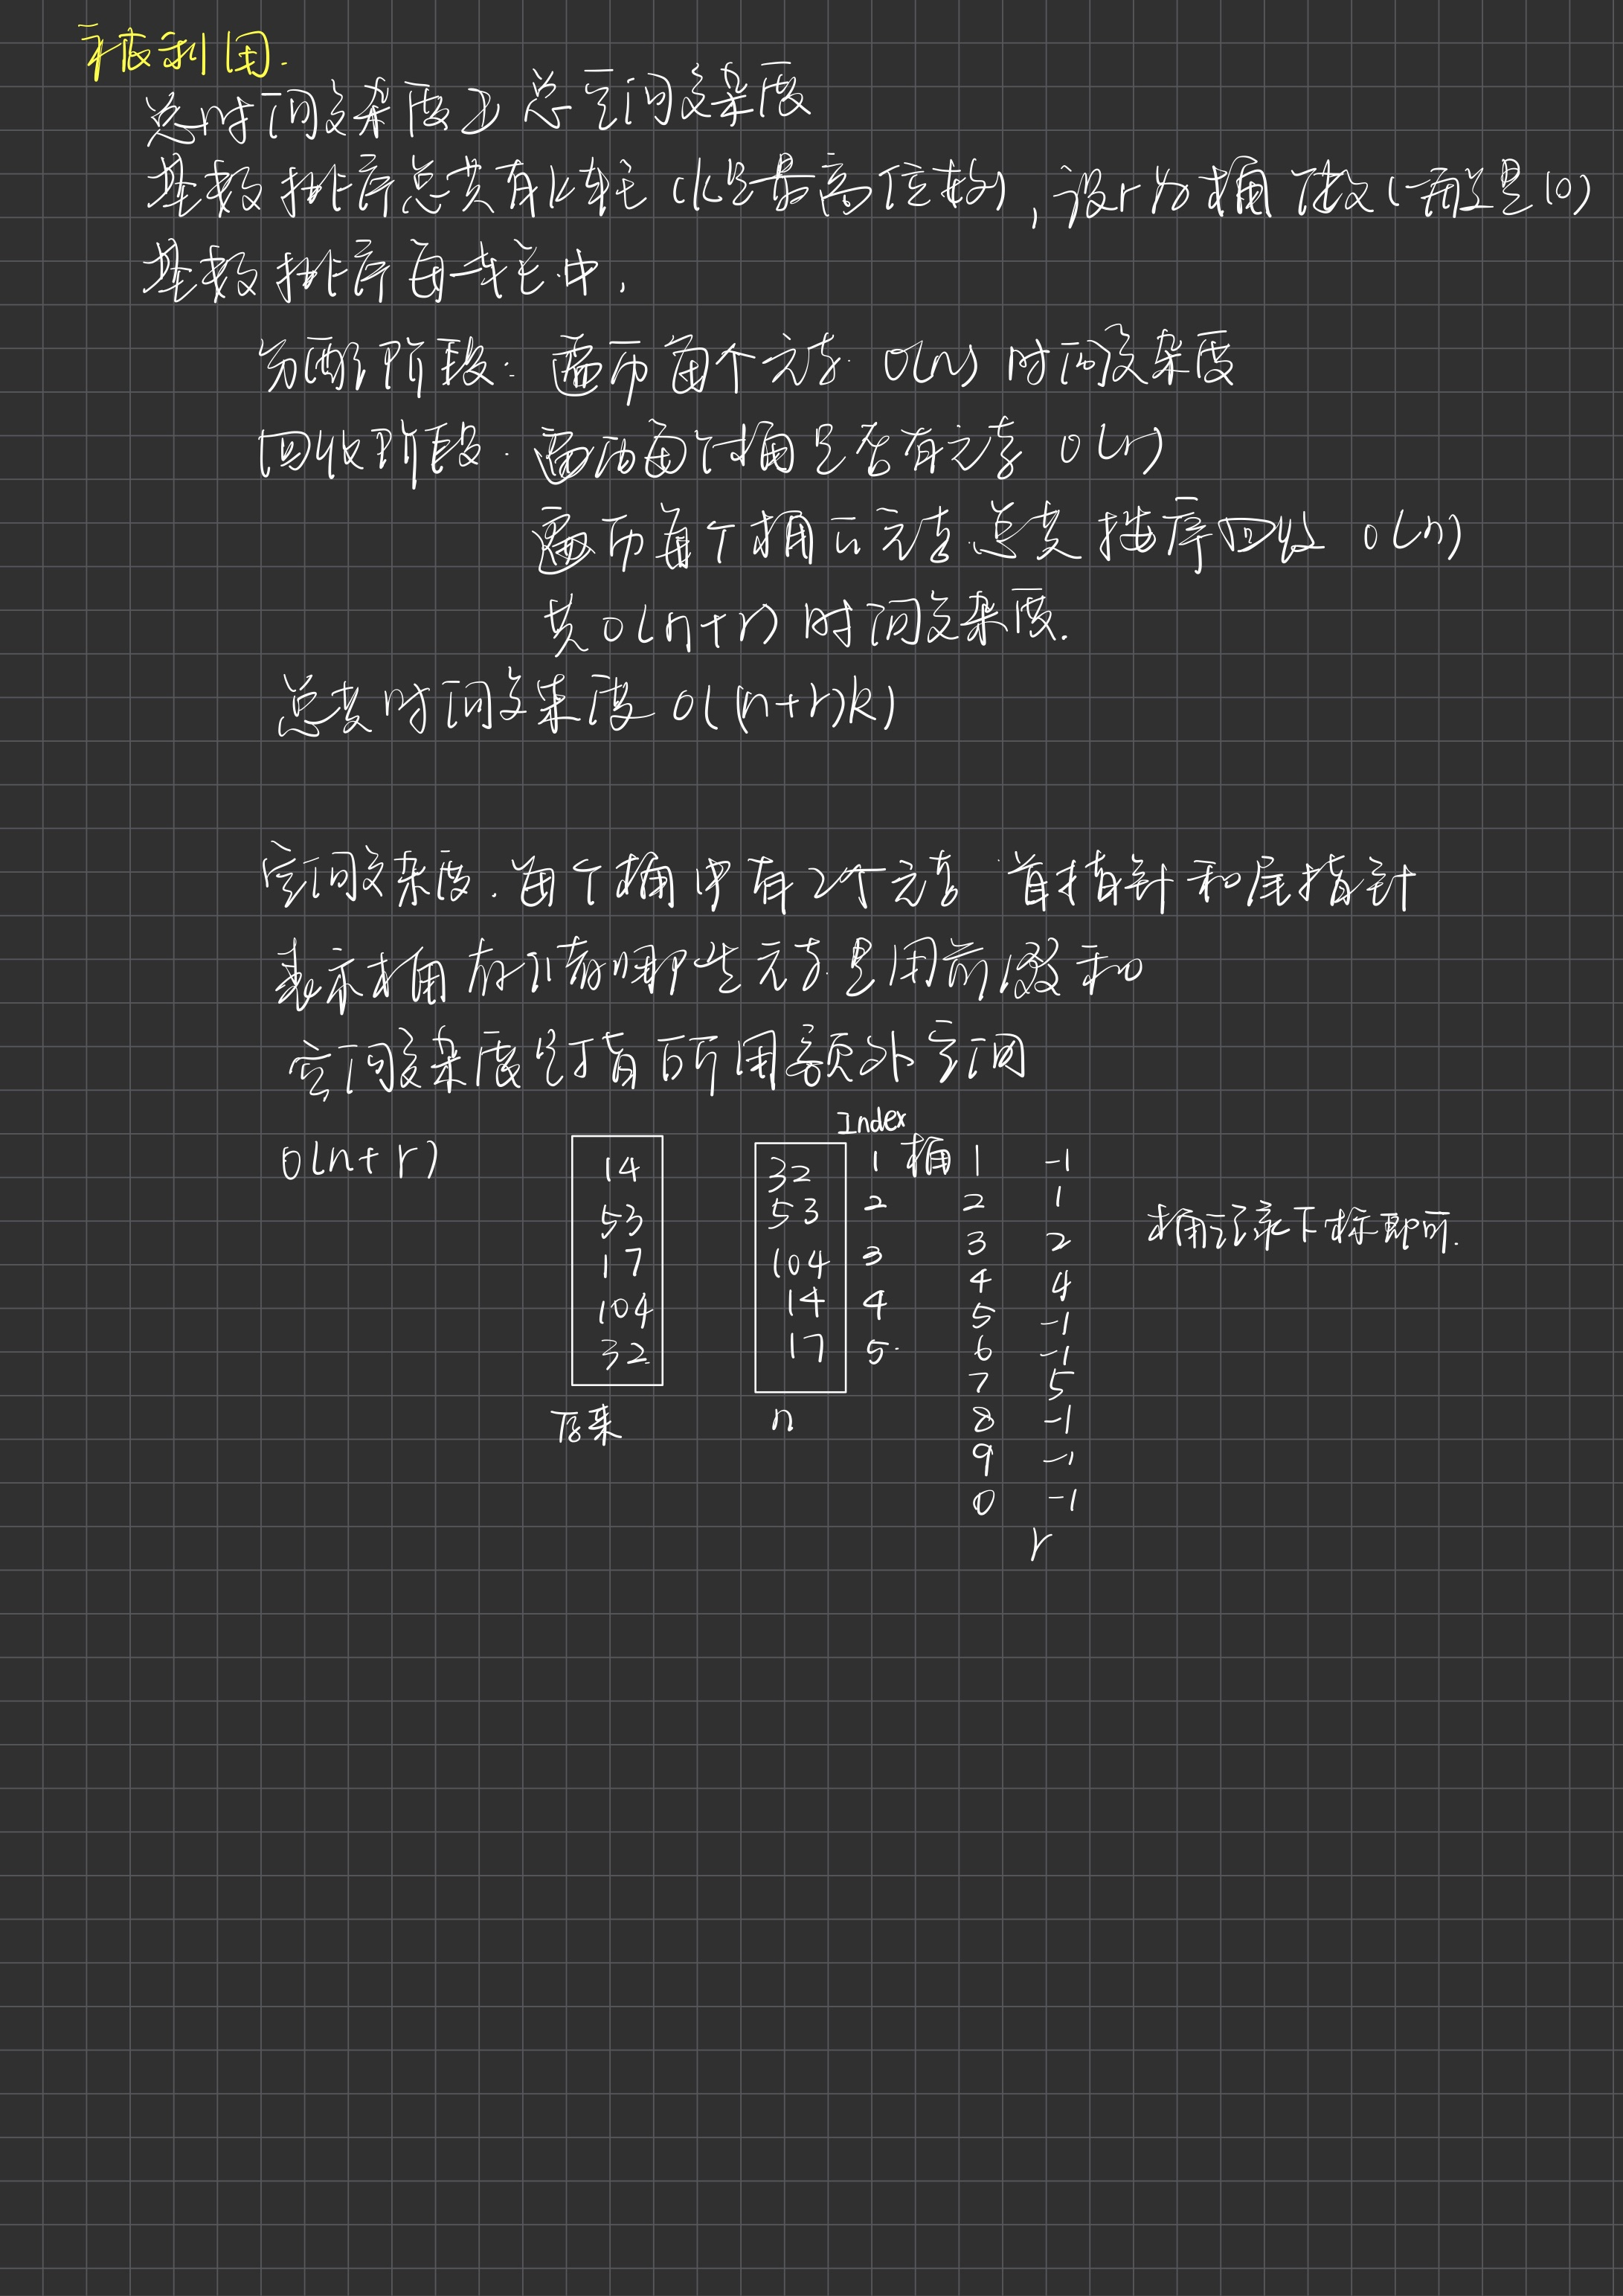 被利用.
总时间复杂度及总空间复杂度
基数排序总共有k轮(k是最高位数),设r为桶个数(一般是10)
基数排序每一轮中,
分配阶段:遍历每个元素 O(n) 时间复杂度
回收阶段.遍历每个桶是否有元素 O(r)
遍历每个桶的元素总共按序回收 O(n)
共O(n+r)时间复杂度.
总共时间复杂度O((n+r)k)
空间复杂度.每个桶中有2个元素 首指针和尾指针
表示桶存储哪些元素是用前缀和
空间复杂度是指所用额外空间
O(n+r)
Index
14 32 1 桶 1 -1
53 53 2 2 1
17 104 3 3 2
104 14 4 4 4
32 17 5. 5 -1
6 -1
7 5
8 -1
9 -1
0 -1
桶记录下标即可.
原来 n r